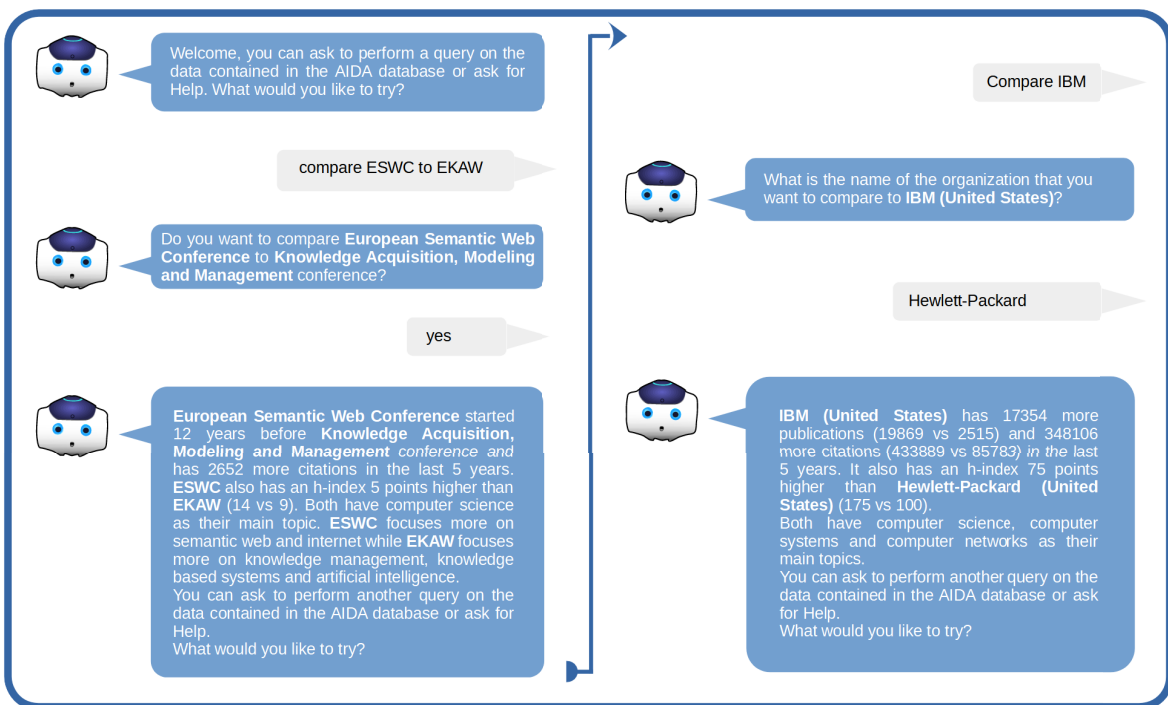 Welcome, you can ask to perform a query on the
data contained in the AIDA database or ask for
Help. What would you like to try?
compare ESWC to EKAW
Do you want to compare European Semantic Web
Conference to Knowledge Acquisition, Modeling
and Management conference?
yes
European Semantic Web Conference started
12 years before Knowledge Acquisition,
Modeling and Management conference and
has 2652 more citations in the last 5 years.
ESWC also has an h-index 5 points higher than
EKAW (14 vs 9). Both have computer science
as their main topic. ESWC focuses more on
semantic web and internet while EKAW focuses
more on knowledge management, knowledge
based systems and artificial intelligence.
You can ask to perform another query on the
data contained in the AIDA database or ask for
Help.
What would you like to try?
Compare IBM
What is the name of the organization that you
want to compare to IBM (United States)?
Hewlett-Packard
IBM (United States) has 17354 more
publications (19869 vs 2515) and 348106
more citations (433889 vs 85783) in the last
5 years. It also has an h-index 75 points
higher than Hewlett-Packard (United
States) (175 vs 100).
Both have computer science, computer
systems and computer networks as their
main topics.
You can ask to perform another query on the
data contained in the AIDA database or ask
for Help.
What would you like to try?